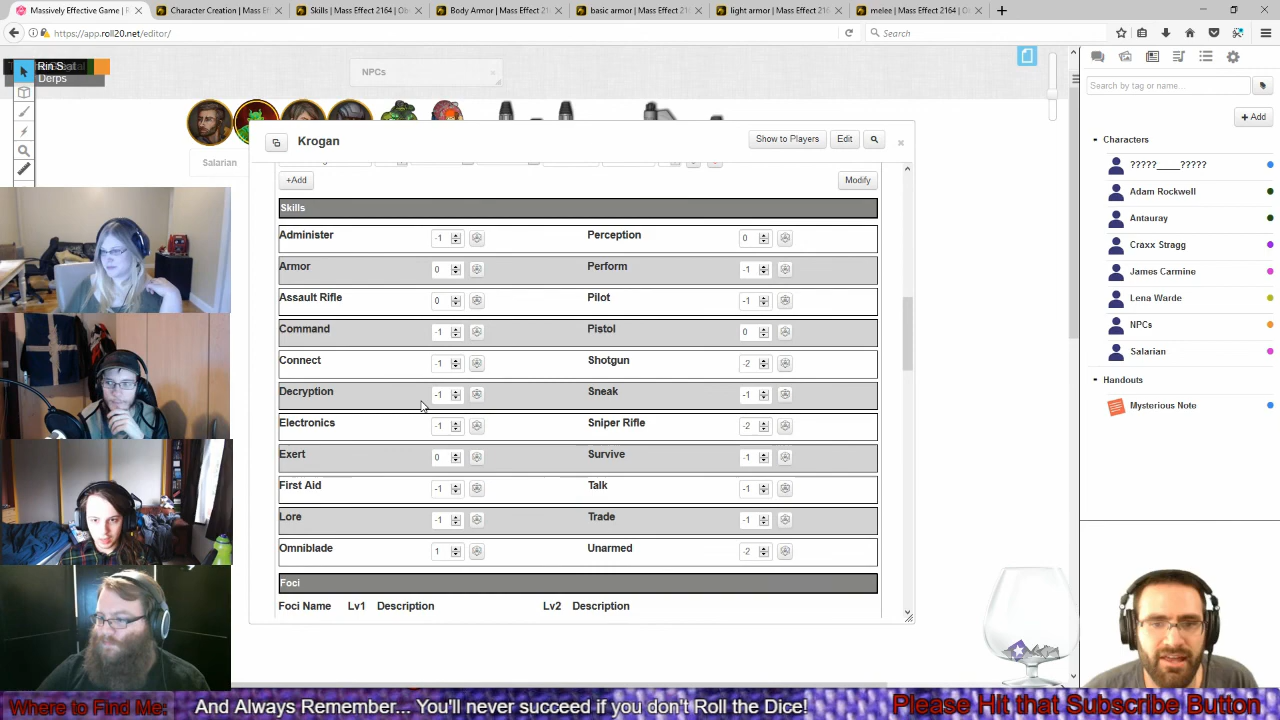 Massively Effective Game | R
Character Creation | Mass Ef
Skills | Mass Effect 2164 | Ob
Body Armor | Mass Effect 2
basic armor | Mass Effect 21
light armor | Mass Effect 216
melee | Mass Effect 2164 | O
https://app.roll20.net/editor/
Search
Rin S
Derps
NPCs
Salarian
Krogan
Show to Players
Edit
+Add
Modify
Skills
Administer -1 Perception 0
Armor 0 Perform -1
Assault Rifle 0 Pilot -1
Command -1 Pistol 0
Connect -1 Shotgun -2
Decryption -1 Sneak -1
Electronics -1 Sniper Rifle -2
Exert 0 Survive -1
First Aid -1 Talk -1
Lore -1 Trade -1
Omniblade 1 Unarmed -2
Foci
Foci Name Lv1 Description Lv2 Description
Search by tag or name...
+ Add
Characters
?????____?????
Adam Rockwell
Antauray
Craxx Stragg
James Carmine
Lena Warde
NPCs
Salarian
Handouts
Mysterious Note
Where to Find Me:
And Always Remember... You'll never succeed if you don't Roll the Dice.
Please Hit that Subscribe Button